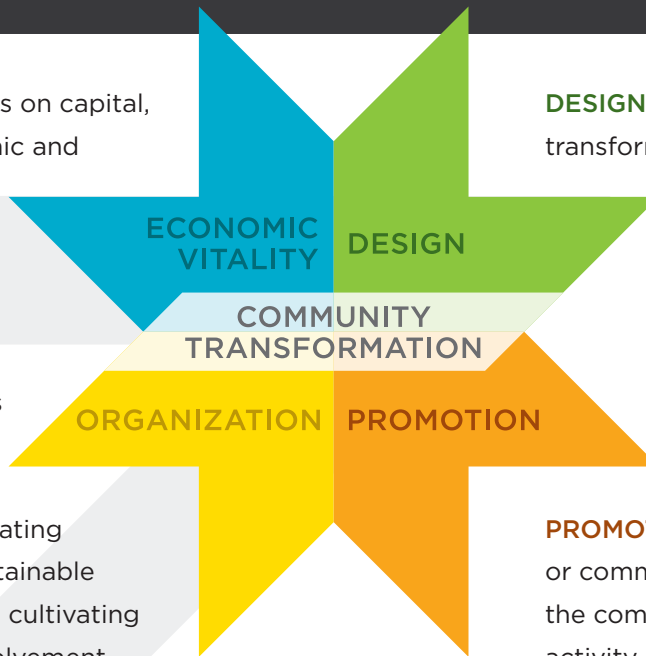 s on capital,
ic and
DESIGN
transfor
ECONOMIC
VITALITY
DESIGN
COMMUNITY
TRANSFORMATION
ORGANIZATION
PROMOTION
ating
tainable
cultivating
PROMO
or comm
the com